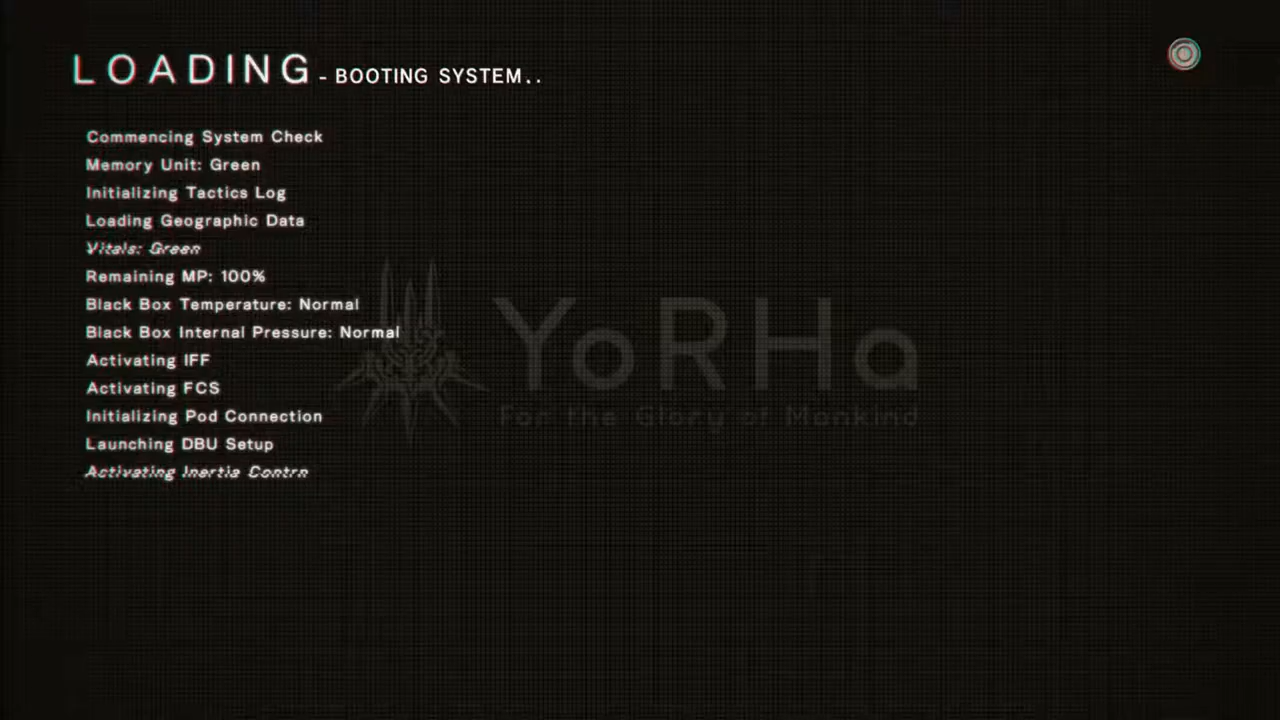 LOADING - BOOTING SYSTEM..
Commencing System Check
Memory Unit: Green
Initializing Tactics Log
Loading Geographic Data
Vitals: Green
Remaining MP: 100%
Black Box Temperature: Normal
Black Box Internal Pressure: Normal
Activating IFF
Activating FCS
Initializing Pod Connection
Launching DBU Setup
Activating Inertia Contrn
YoRHa
For the Glory of Mankind